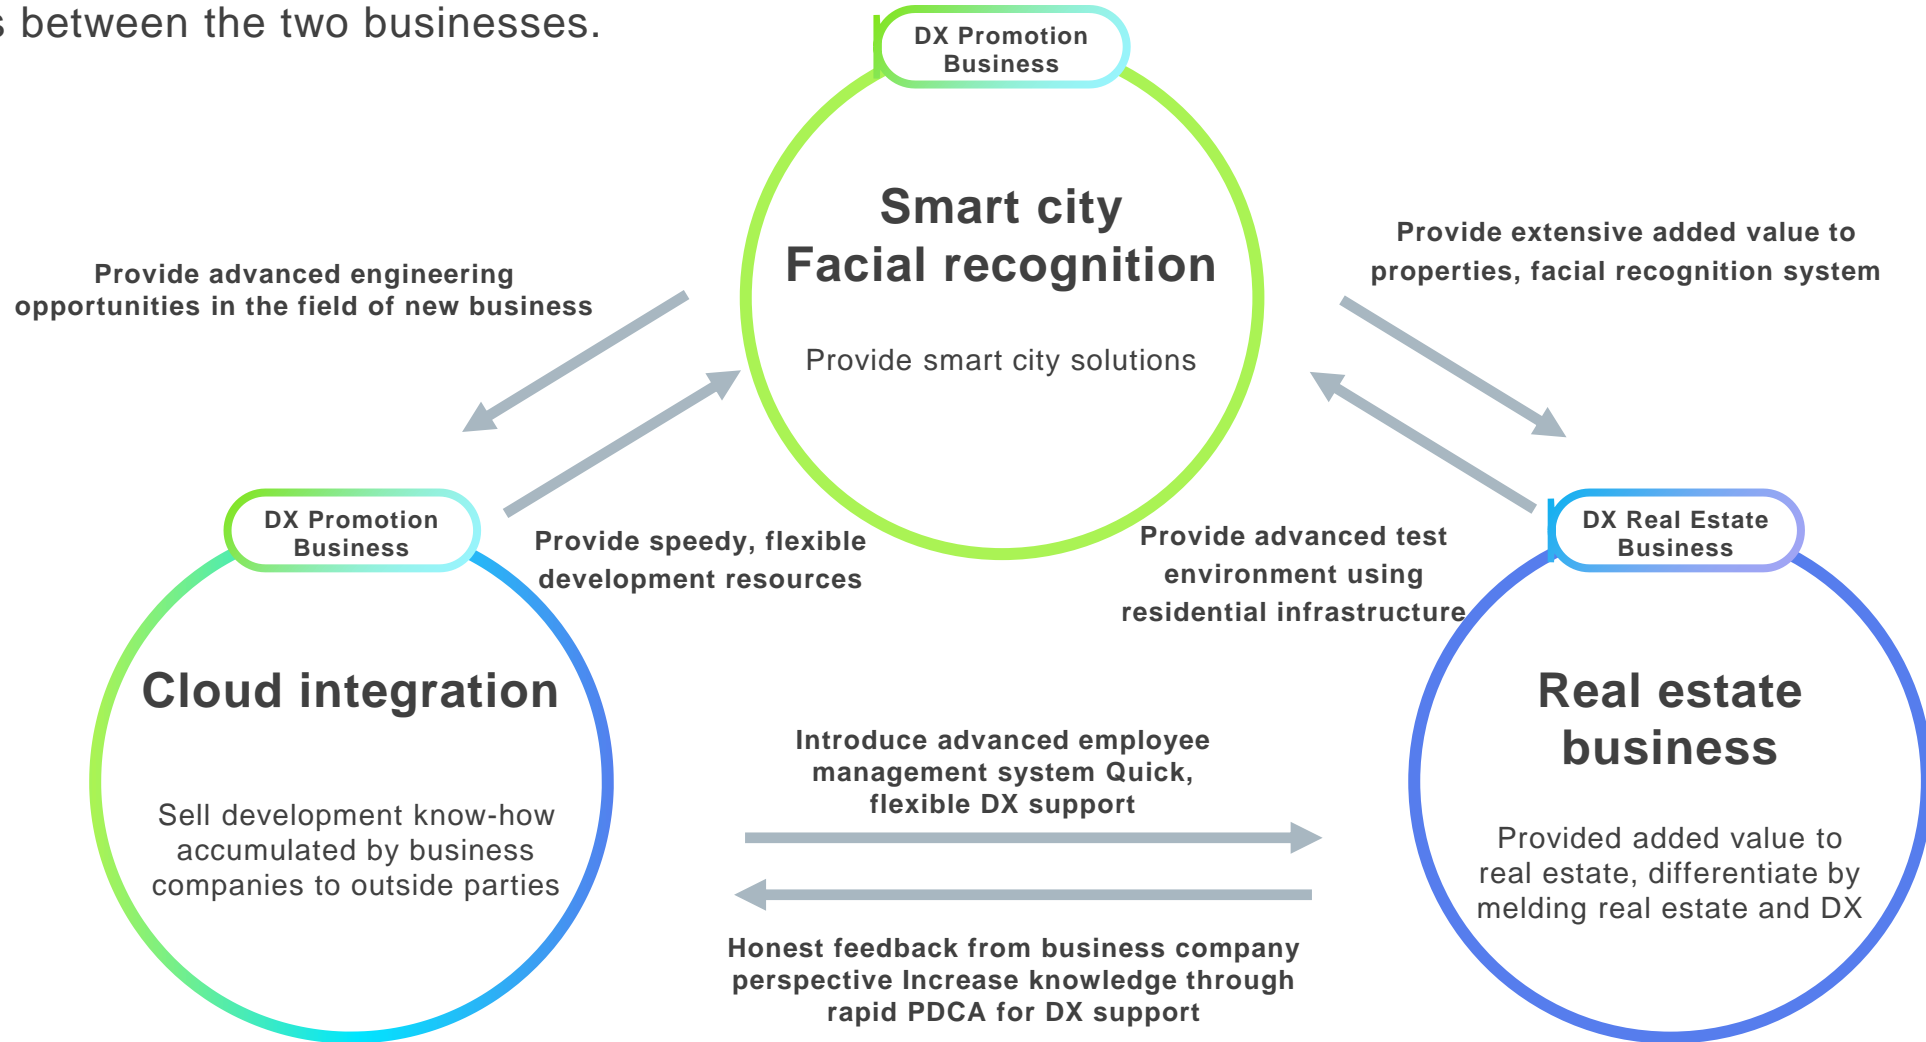 s between the two businesses.
DX Promotion
Business
Smart city
Facial recognition
Provide smart city solutions
Provide advanced engineering
opportunities in the field of new business
Provide extensive added value to
properties, facial recognition system
Provide speedy, flexible
development resources
Provide advanced test
environment using
residential infrastructure
DX Promotion
Business
Cloud integration
Sell development know-how
accumulated by business
companies to outside parties
DX Real Estate
Business
Real estate
business
Provided added value to
real estate, differentiate by
melding real estate and DX
Introduce advanced employee
management system Quick,
flexible DX support
Honest feedback from business company
perspective Increase knowledge through
rapid PDCA for DX support